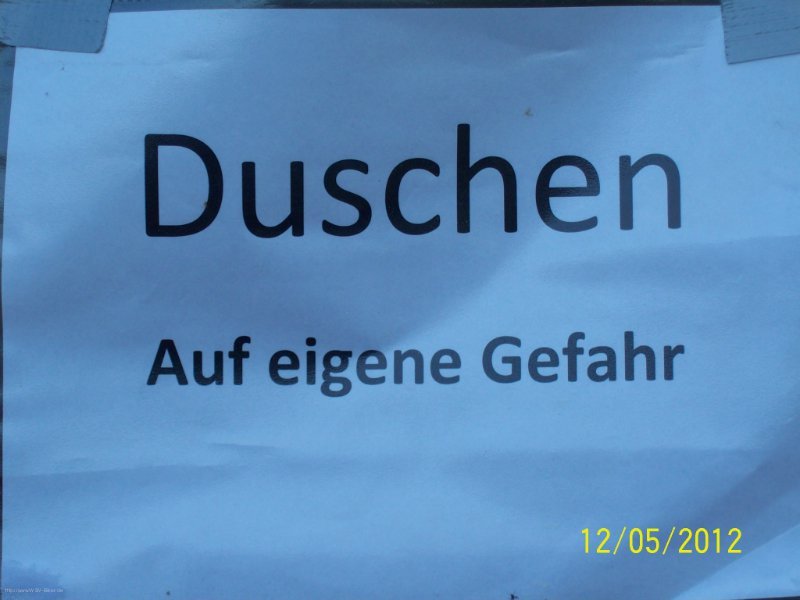 Duschen
Auf eigene Gefahr
12/05/2012